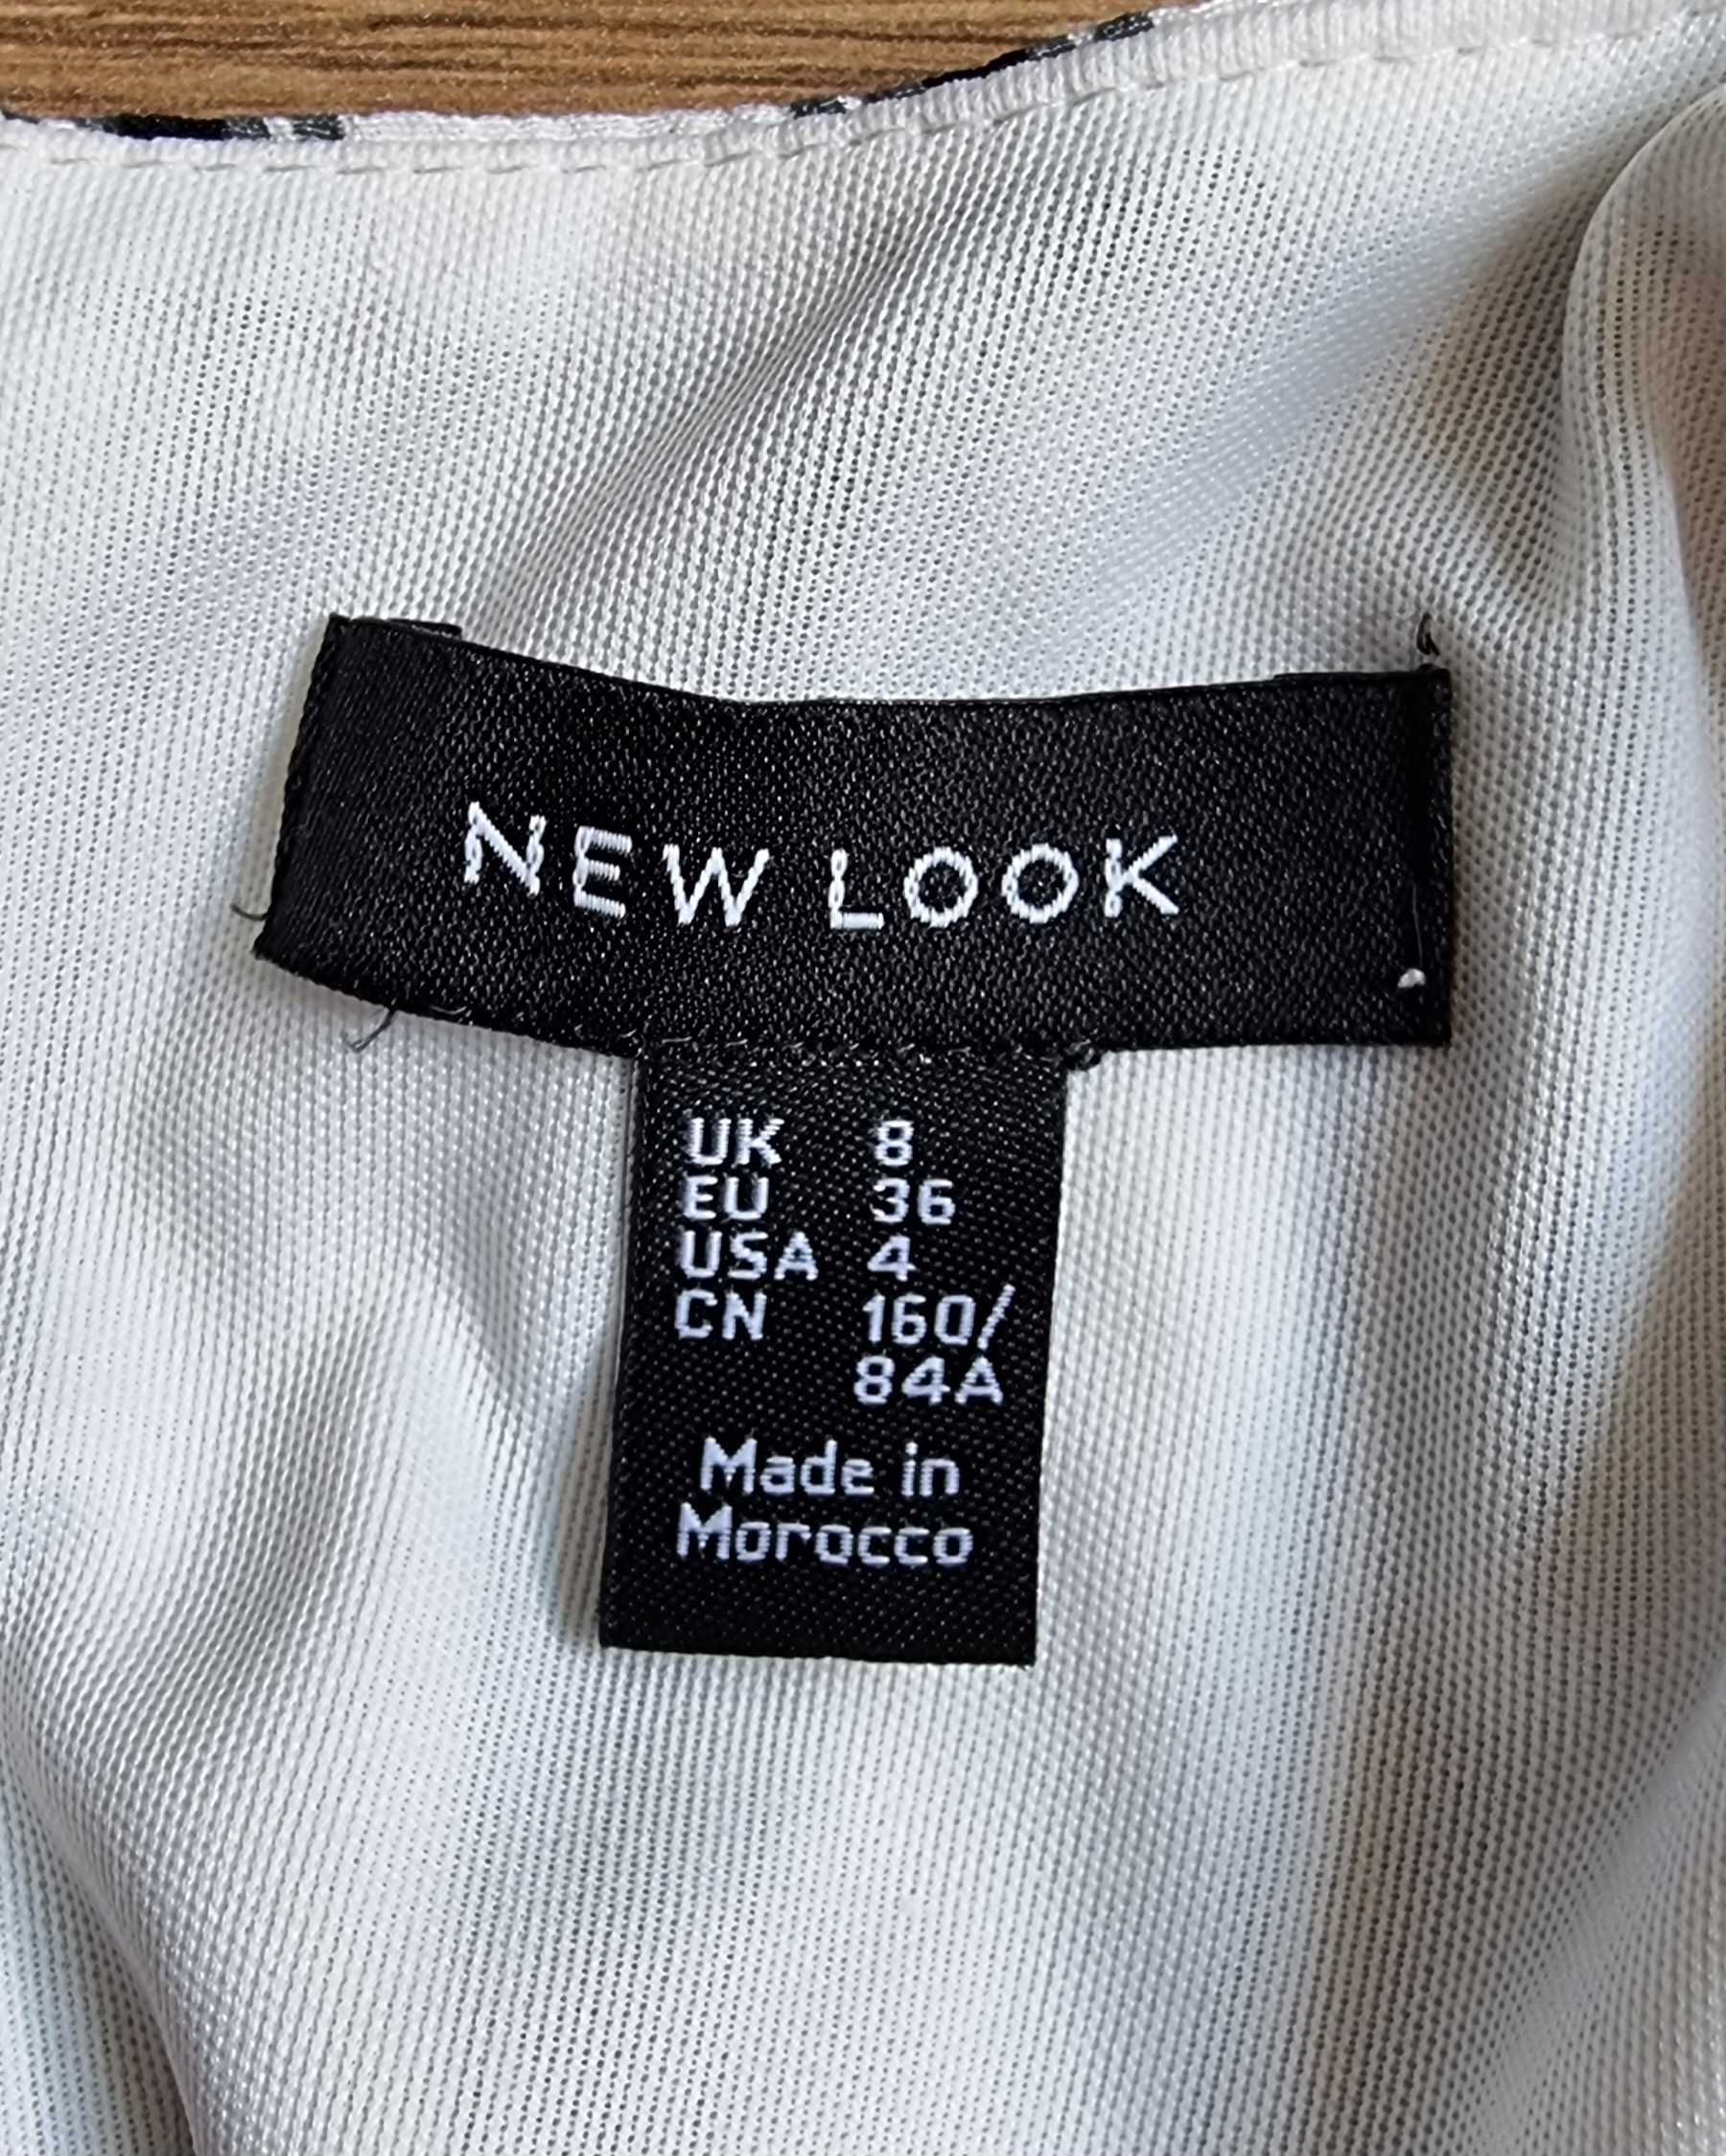 NEW LOOK
UK 8
EU 36
USA 4
CN 160/
84A
Made in
Morocco